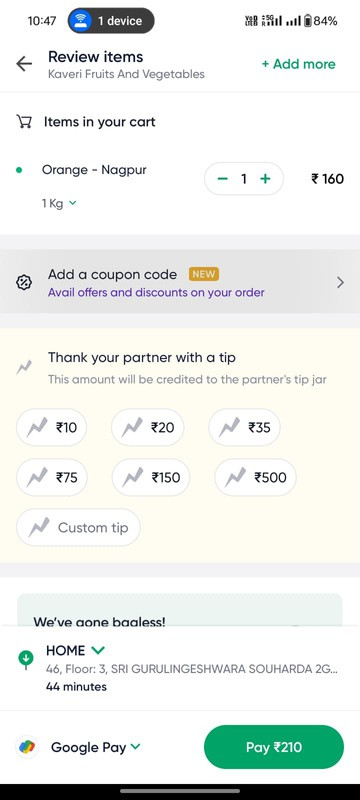 10:47
1 device
84%
Review items
Kaveri Fruits And Vegetables
+ Add more
Items in your cart
Orange - Nagpur
1
₹ 160
1 Kg
Add a coupon code NEW
Avail offers and discounts on your order
Thank your partner with a tip
This amount will be credited to the partner's tip jar
₹10 ₹20 ₹35
₹75 ₹150 ₹500
Custom tip
We've gone bagless!
HOME
46, Floor: 3, SRI GURULINGESHWARA SOUHARDA 2G...
44 minutes
Google Pay
Pay ₹210